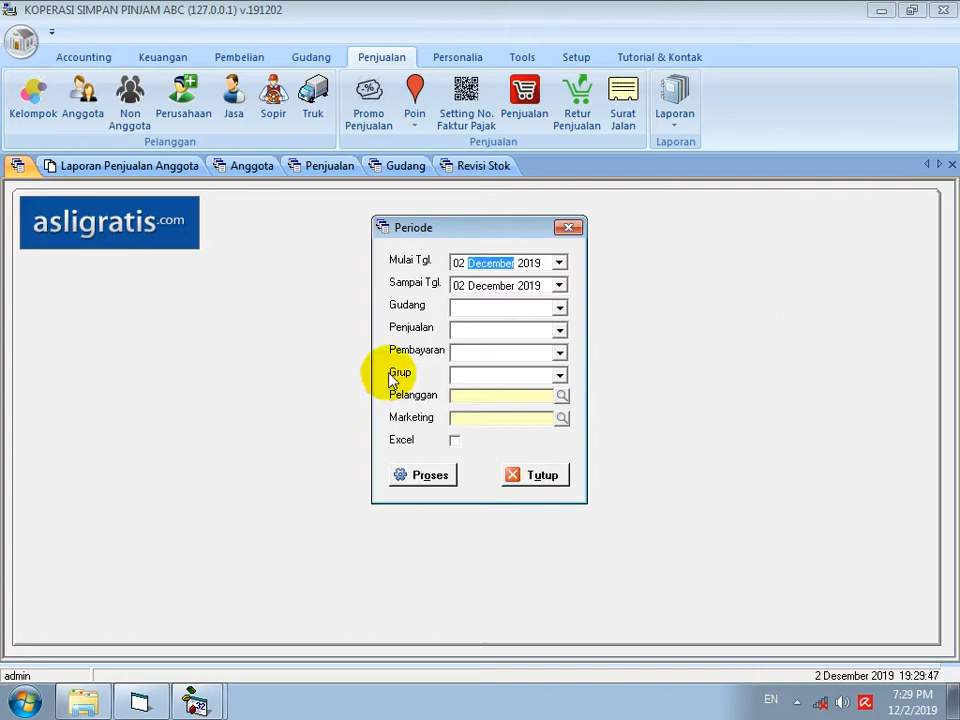 KOPERASI SIMPAN PINJAM ABC (127.0.0.1) v.191202
Accounting Keuangan Pembelian Gudang Penjualan Personalia Tools Setup Tutorial & Kontak
Kelompok Anggota Non Anggota Perusahaan Jasa Sopir Truk Promo Penjualan Poin Setting No. Faktur Pajak Penjualan Retur Penjualan Surat Jalan Laporan
Pelanggan Penjualan Laporan
Laporan Penjualan Anggota Anggota Penjualan Gudang Revisi Stok
asligratis.com
Periode
Mulai Tgl. 02 December 2019
Sampai Tgl. 02 December 2019
Gudang
Penjualan
Pembayaran
Grup
Pelanggan
Marketing
Excel
Proses Tutup
admin 2 Desember 2019 19:29:47
32 EN 7:29 PM
12/2/2019